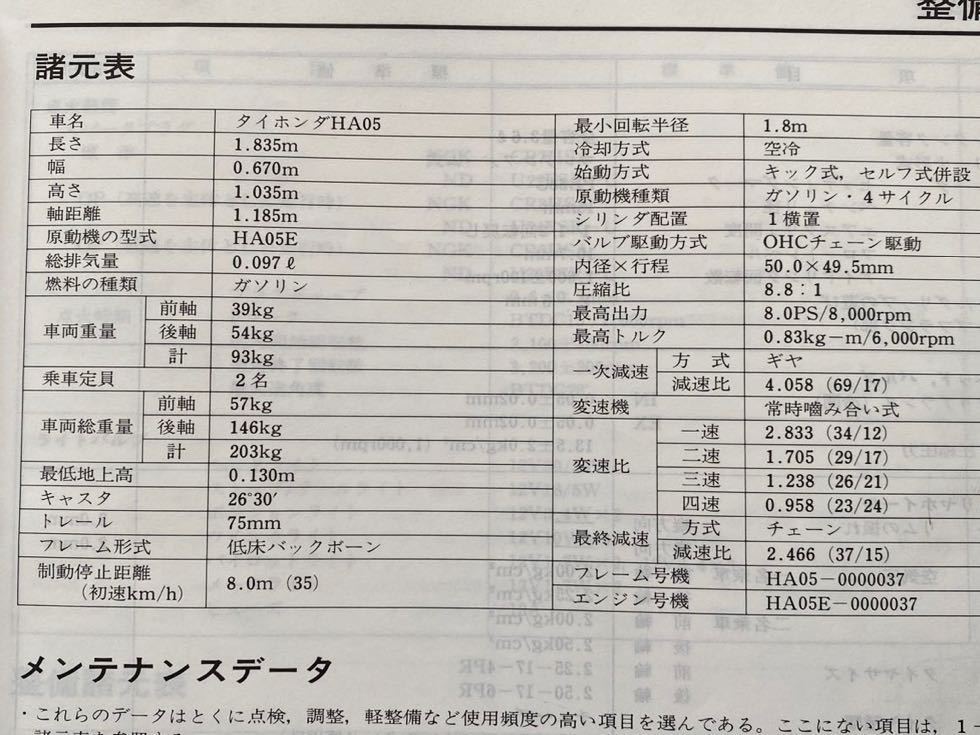 整備
諸元表
車名 タイホンダHA05
長さ 1.835m
幅 0.670m
高さ 1.035m
軸距離 1.185m
原動機の型式 HA05E
総排気量 0.097ℓ
燃料の種類 ガソリン
車両重量 前軸 39kg
後軸 54kg
計 93kg
乗車定員 2名
車両総重量 前軸 57kg
後軸 146kg
計 203kg
最低地上高 0.130m
キャスタ 26°30′
トレール 75mm
フレーム形式 低床バックボーン
制動停止距離 8.0m (35)
(初速km/h)
最小回転半径 1.8m
冷却方式 空冷
始動方式 キック式，セルフ式併設
原動機種類 ガソリン・4サイクル
シリンダ配置 1横置
バルブ駆動方式 OHCチェーン駆動
内径×行程 50.0×49.5mm
圧縮比 8.8：1
最高出力 8.0PS/8,000rpm
最高トルク 0.83kg－m/6,000rpm
一次減速 方式 ギヤ
減速比 4.058 (69/17)
変速機 常時嚙み合い式
変速比 一速 2.833 (34/12)
二速 1.705 (29/17)
三速 1.238 (26/21)
四速 0.958 (23/24)
最終減速 方式 チェーン
減速比 2.466 (37/15)
フレーム号機 HA05－0000037
エンジン号機 HA05E－0000037
メンテナンスデータ
・これらのデータはとくに点検，調整，軽整備など使用頻度の高い項目を選んである。ここにない項目は，1－